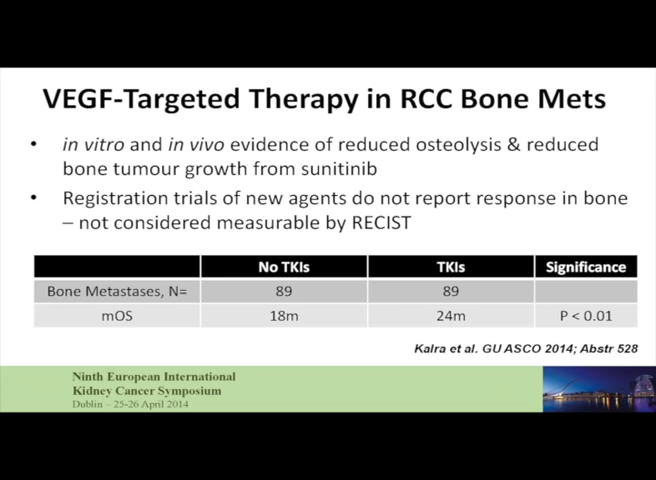 VEGF-Targeted Therapy in RCC Bone Mets
• in vitro and in vivo evidence of reduced osteolysis & reduced
bone tumour growth from sunitinib
• Registration trials of new agents do not report response in bone
– not considered measurable by RECIST
No TKIs TKIs Significance
Bone Metastases, N= 89 89
mOS 18m 24m P < 0.01
Kalra et al. GU ASCO 2014; Abstr 528
Ninth European International
Kidney Cancer Symposium
Dublin – 25-26 April 2014